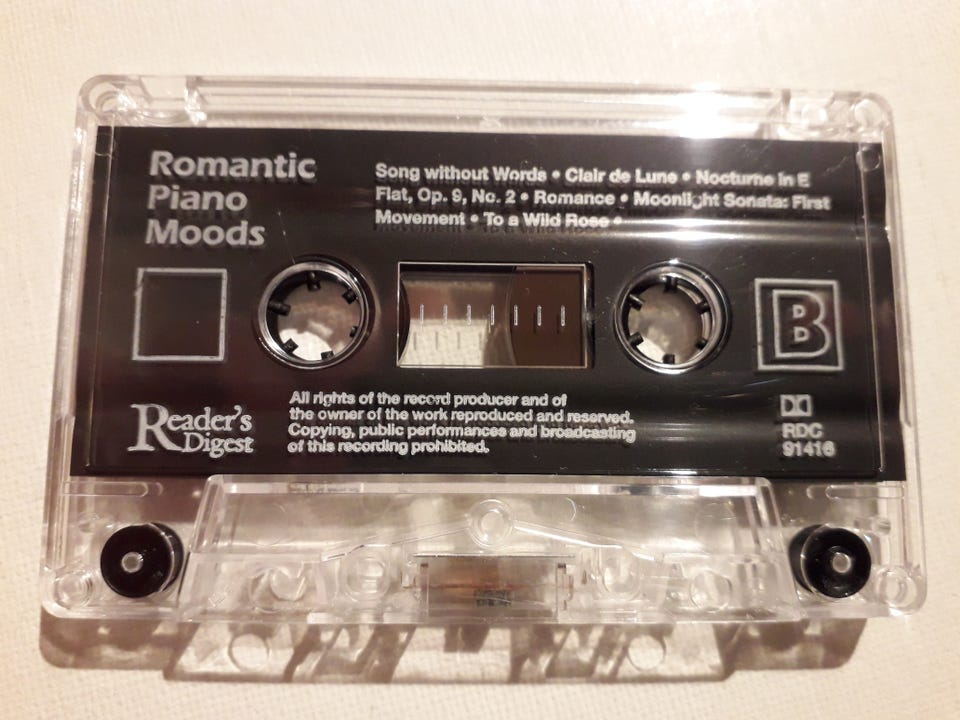 Romantic
Piano
Moods
Song without Words • Clair de Lune • Nocturne in E
Flat, Op. 9, No. 2 • Romance • Moonlight Sonata: First
Movement • To a Wild Rose •
B
Reader's
Digest
All rights of the record producer and of
the owner of the work reproduced and reserved.
Copying, public performances and broadcasting
of this recording prohibited.
RDC
91416